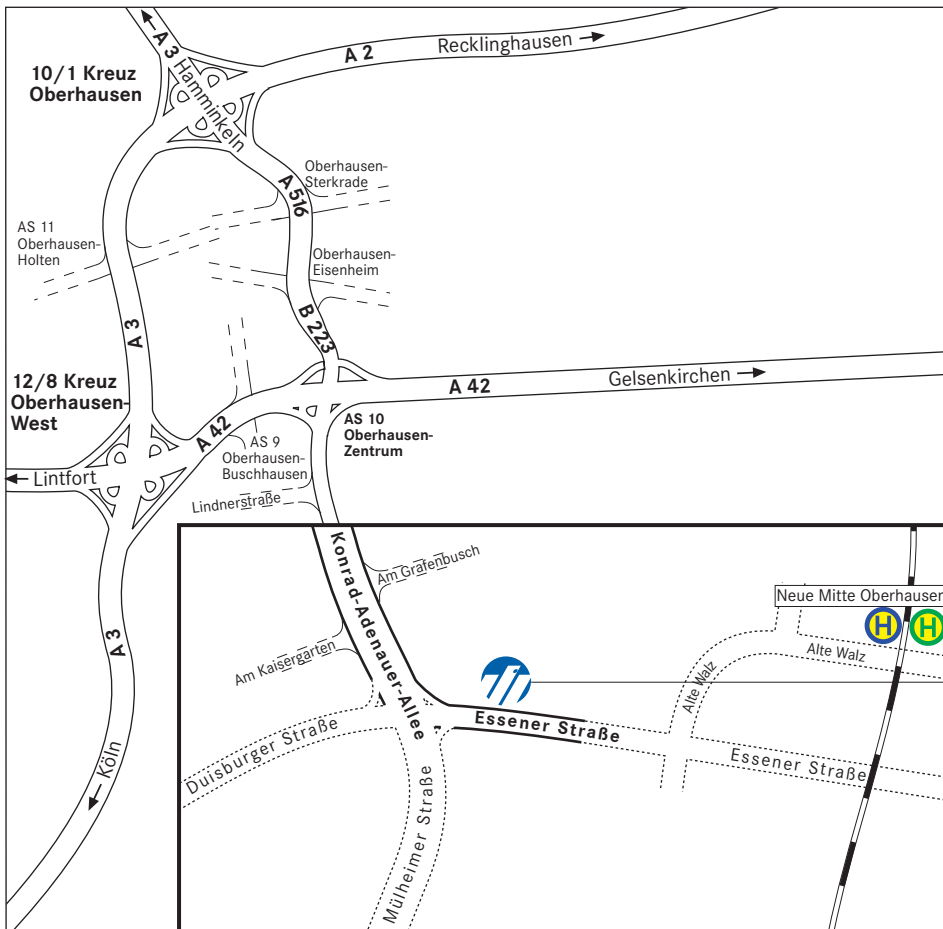 A 3
Hamminkeln
A 2
Recklinghausen
10/1 Kreuz
Oberhausen
Oberhausen-
Sterkrade
A 516
AS 11
Oberhausen-
Holten
Oberhausen-
Eisenheim
B 223
A 3
12/8 Kreuz
Oberhausen-
West
A 42
Gelsenkirchen
A 42
AS 10
Oberhausen-
Zentrum
AS 9
Oberhausen-
Buschhausen
Lintfort
Lindnerstraße
Konrad-Adenauer-Allee
Am Grafenbusch
Neue Mitte Oberhausen
H
H
Am Kaisergarten
Alte Walz
Alte Walz
A 3
Essener Straße
Essener Straße
Duisburger Straße
Köln
Mülheimer Straße